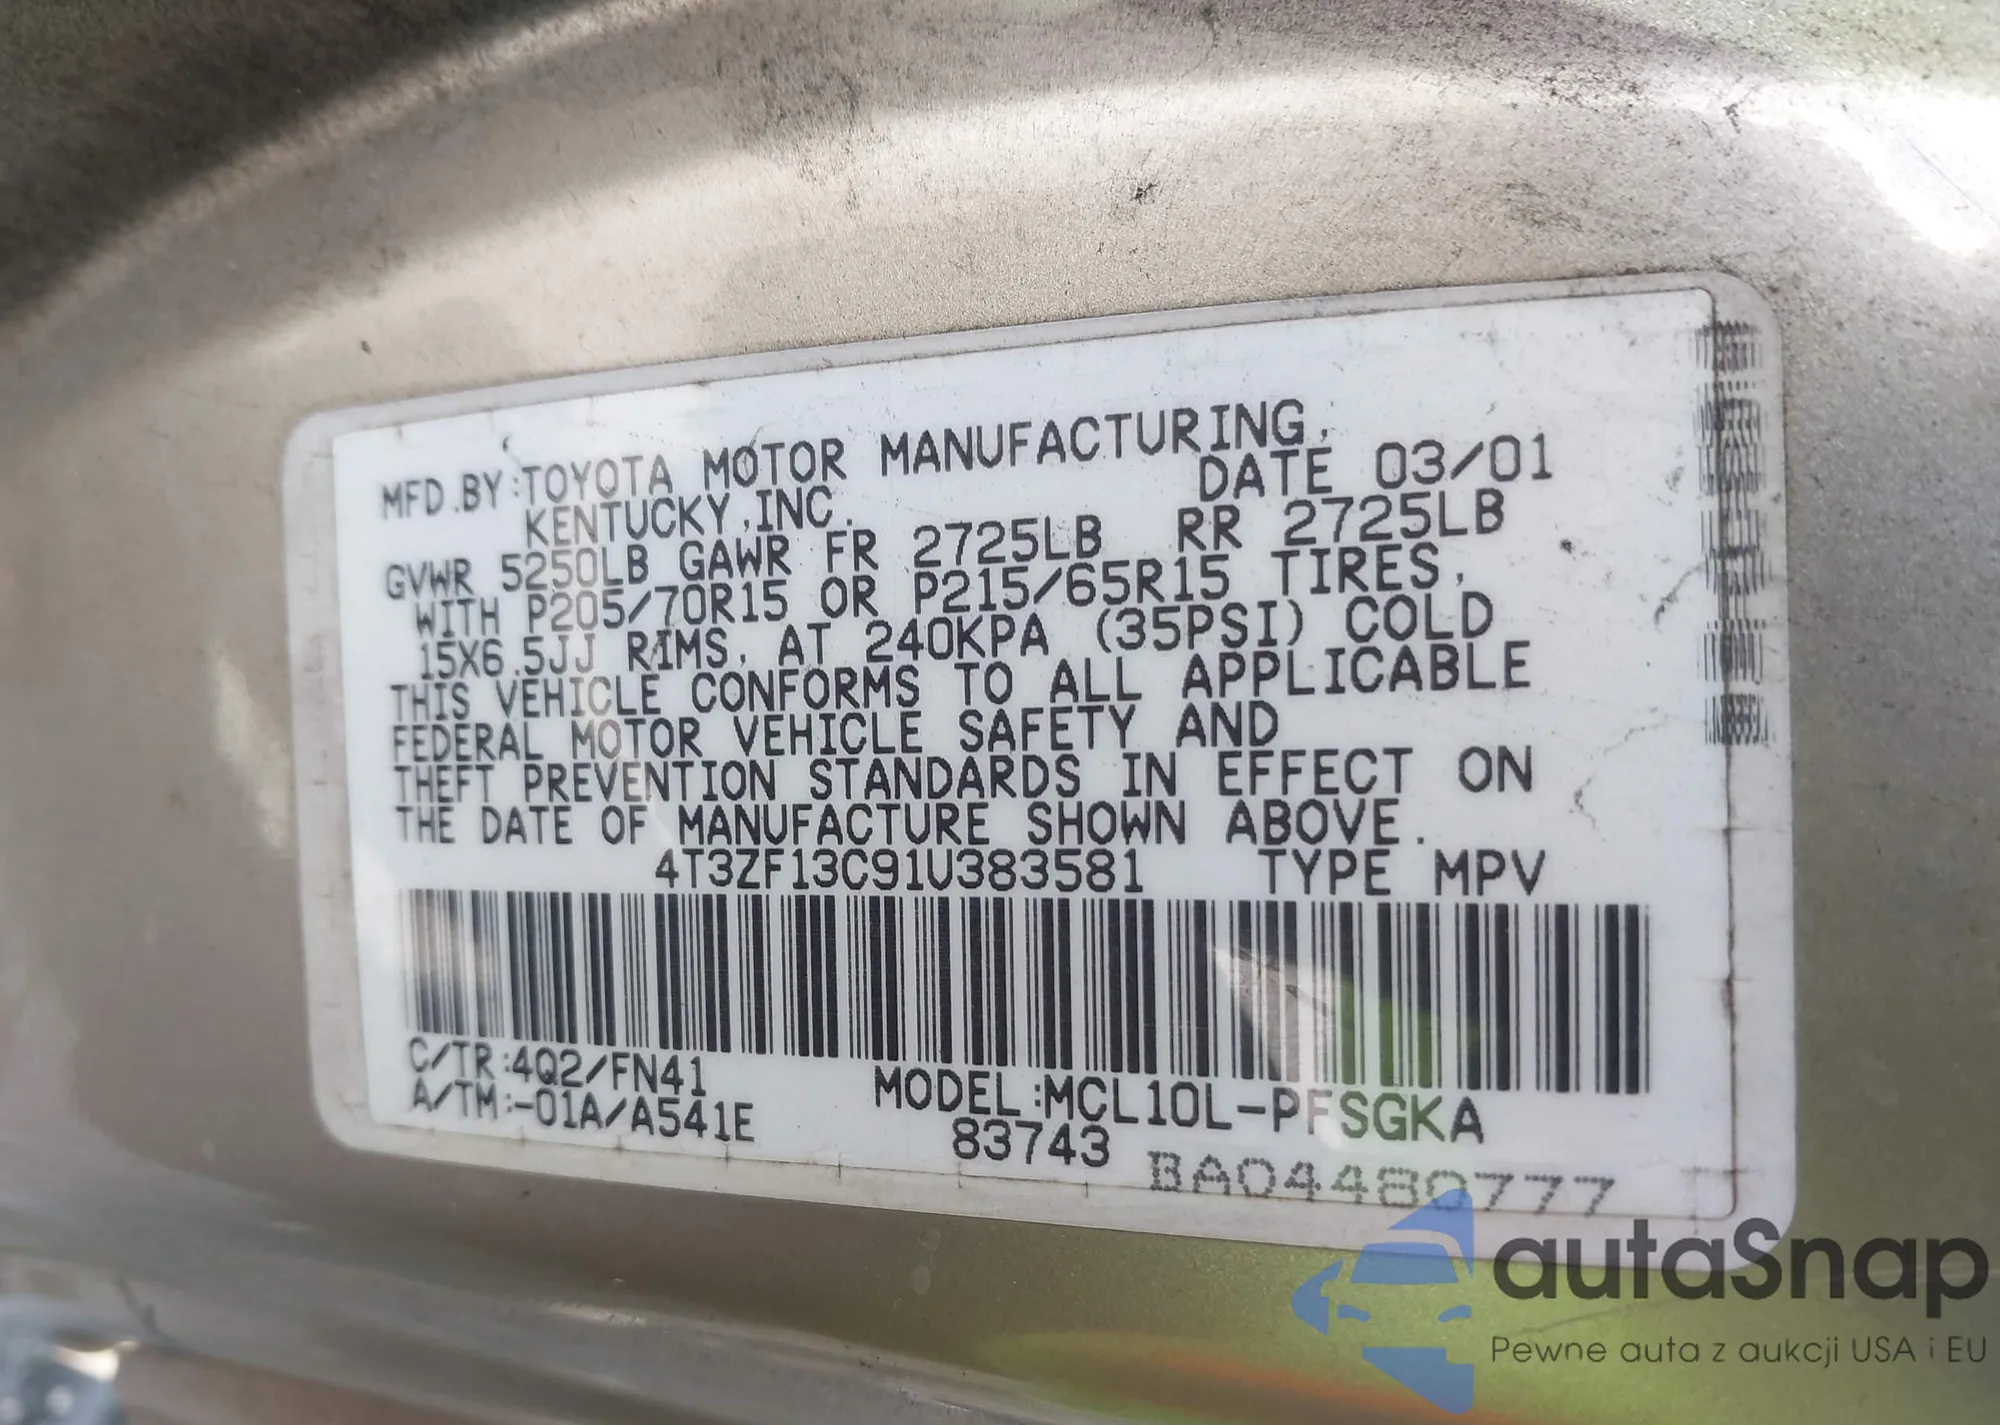 MFD.BY:TOYOTA MOTOR MANUFACTURING,
KENTUCKY,INC. DATE 03/01
GVWR 5250LB GAWR FR 2725LB RR 2725LB
WITH P205/70R15 OR P215/65R15 TIRES,
15X6.5JJ RIMS, AT 240KPA (35PSI) COLD
THIS VEHICLE CONFORMS TO ALL APPLICABLE
FEDERAL MOTOR VEHICLE SAFETY AND
THEFT PREVENTION STANDARDS IN EFFECT ON
THE DATE OF MANUFACTURE SHOWN ABOVE.
4T3ZF13C91U383581 TYPE MPV
C/TR:4Q2/FN41 MODEL:MCL10L-PFSGKA
A/TM:-01A/A541E 83743
BA04480777
autaSnap
Pewne auta z aukcji USA i EU